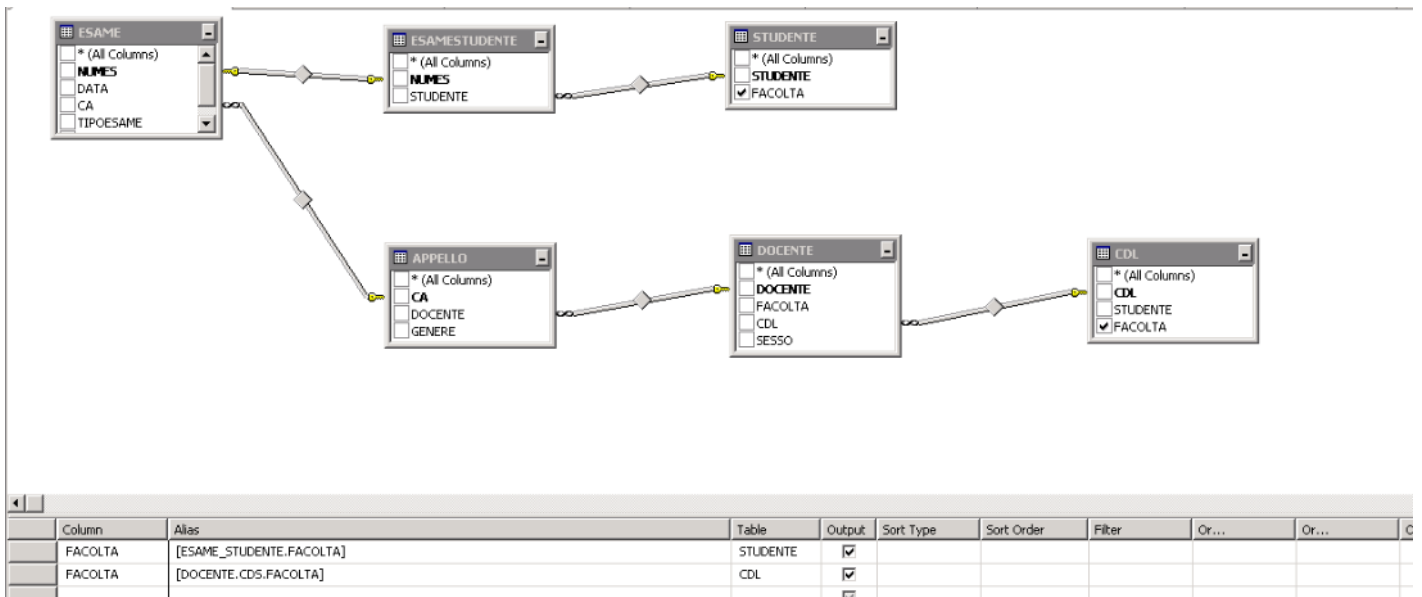 ESAME
* (All Columns)
NUMES
DATA
CA
TIPOESAME
ESAMESTUDENTE
* (All Columns)
NUMES
STUDENTE
STUDENTE
* (All Columns)
STUDENTE
FACOLTA
APPELLO
* (All Columns)
CA
DOCENTE
GENERE
DOCENTE
* (All Columns)
DOCENTE
FACOLTA
CDL
SESSO
CDL
* (All Columns)
CDL
STUDENTE
FACOLTA
Column Alias Table Output Sort Type Sort Order Filter Or... Or...
FACOLTA [ESAME_STUDENTE.FACOLTA] STUDENTE
FACOLTA [DOCENTE.CDS.FACOLTA] CDL